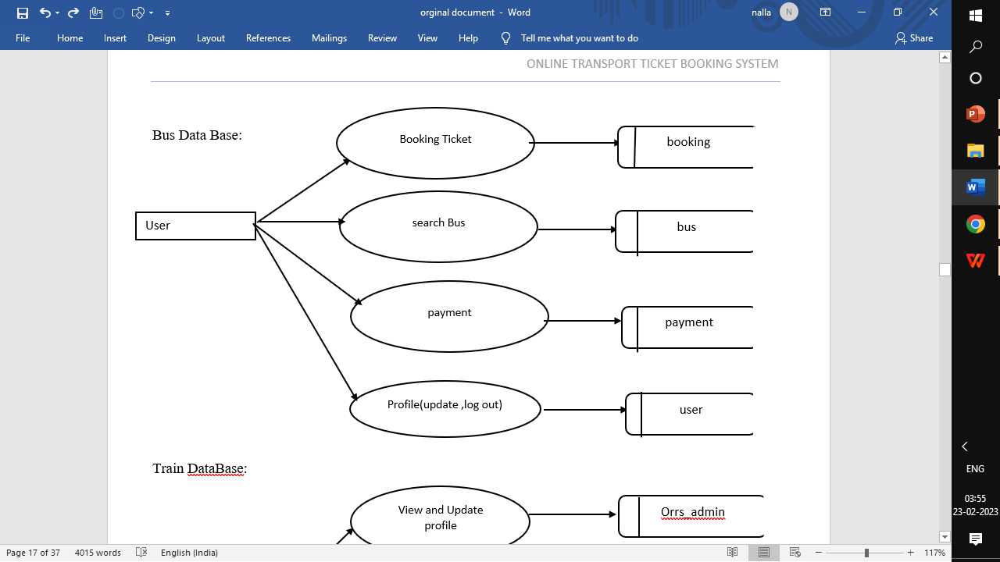 orginal document - Word
nalla
N
File Home Insert Design Layout References Mailings Review View Help Tell me what you want to do Share
ONLINE TRANSPORT TICKET BOOKING SYSTEM
Bus Data Base:
Booking Ticket
booking
User
search Bus
bus
payment
payment
Profile(update ,log out)
user
Train DataBase:
View and Update
profile
Orrs_admin
Page 17 of 37 4015 words English (India) 117%
P
W
W
ENG
03:55
23-02-2023